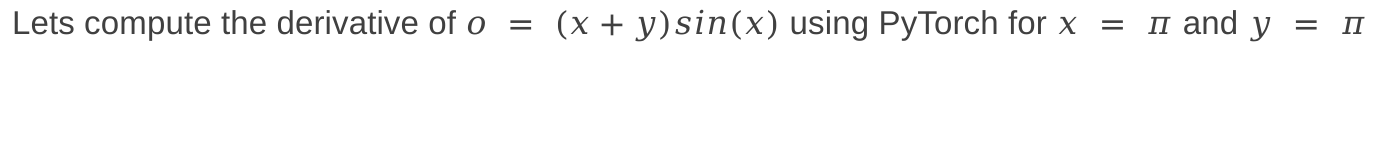 Lets compute the derivative of o = (x + y)sin(x) using PyTorch for x = π and y = π